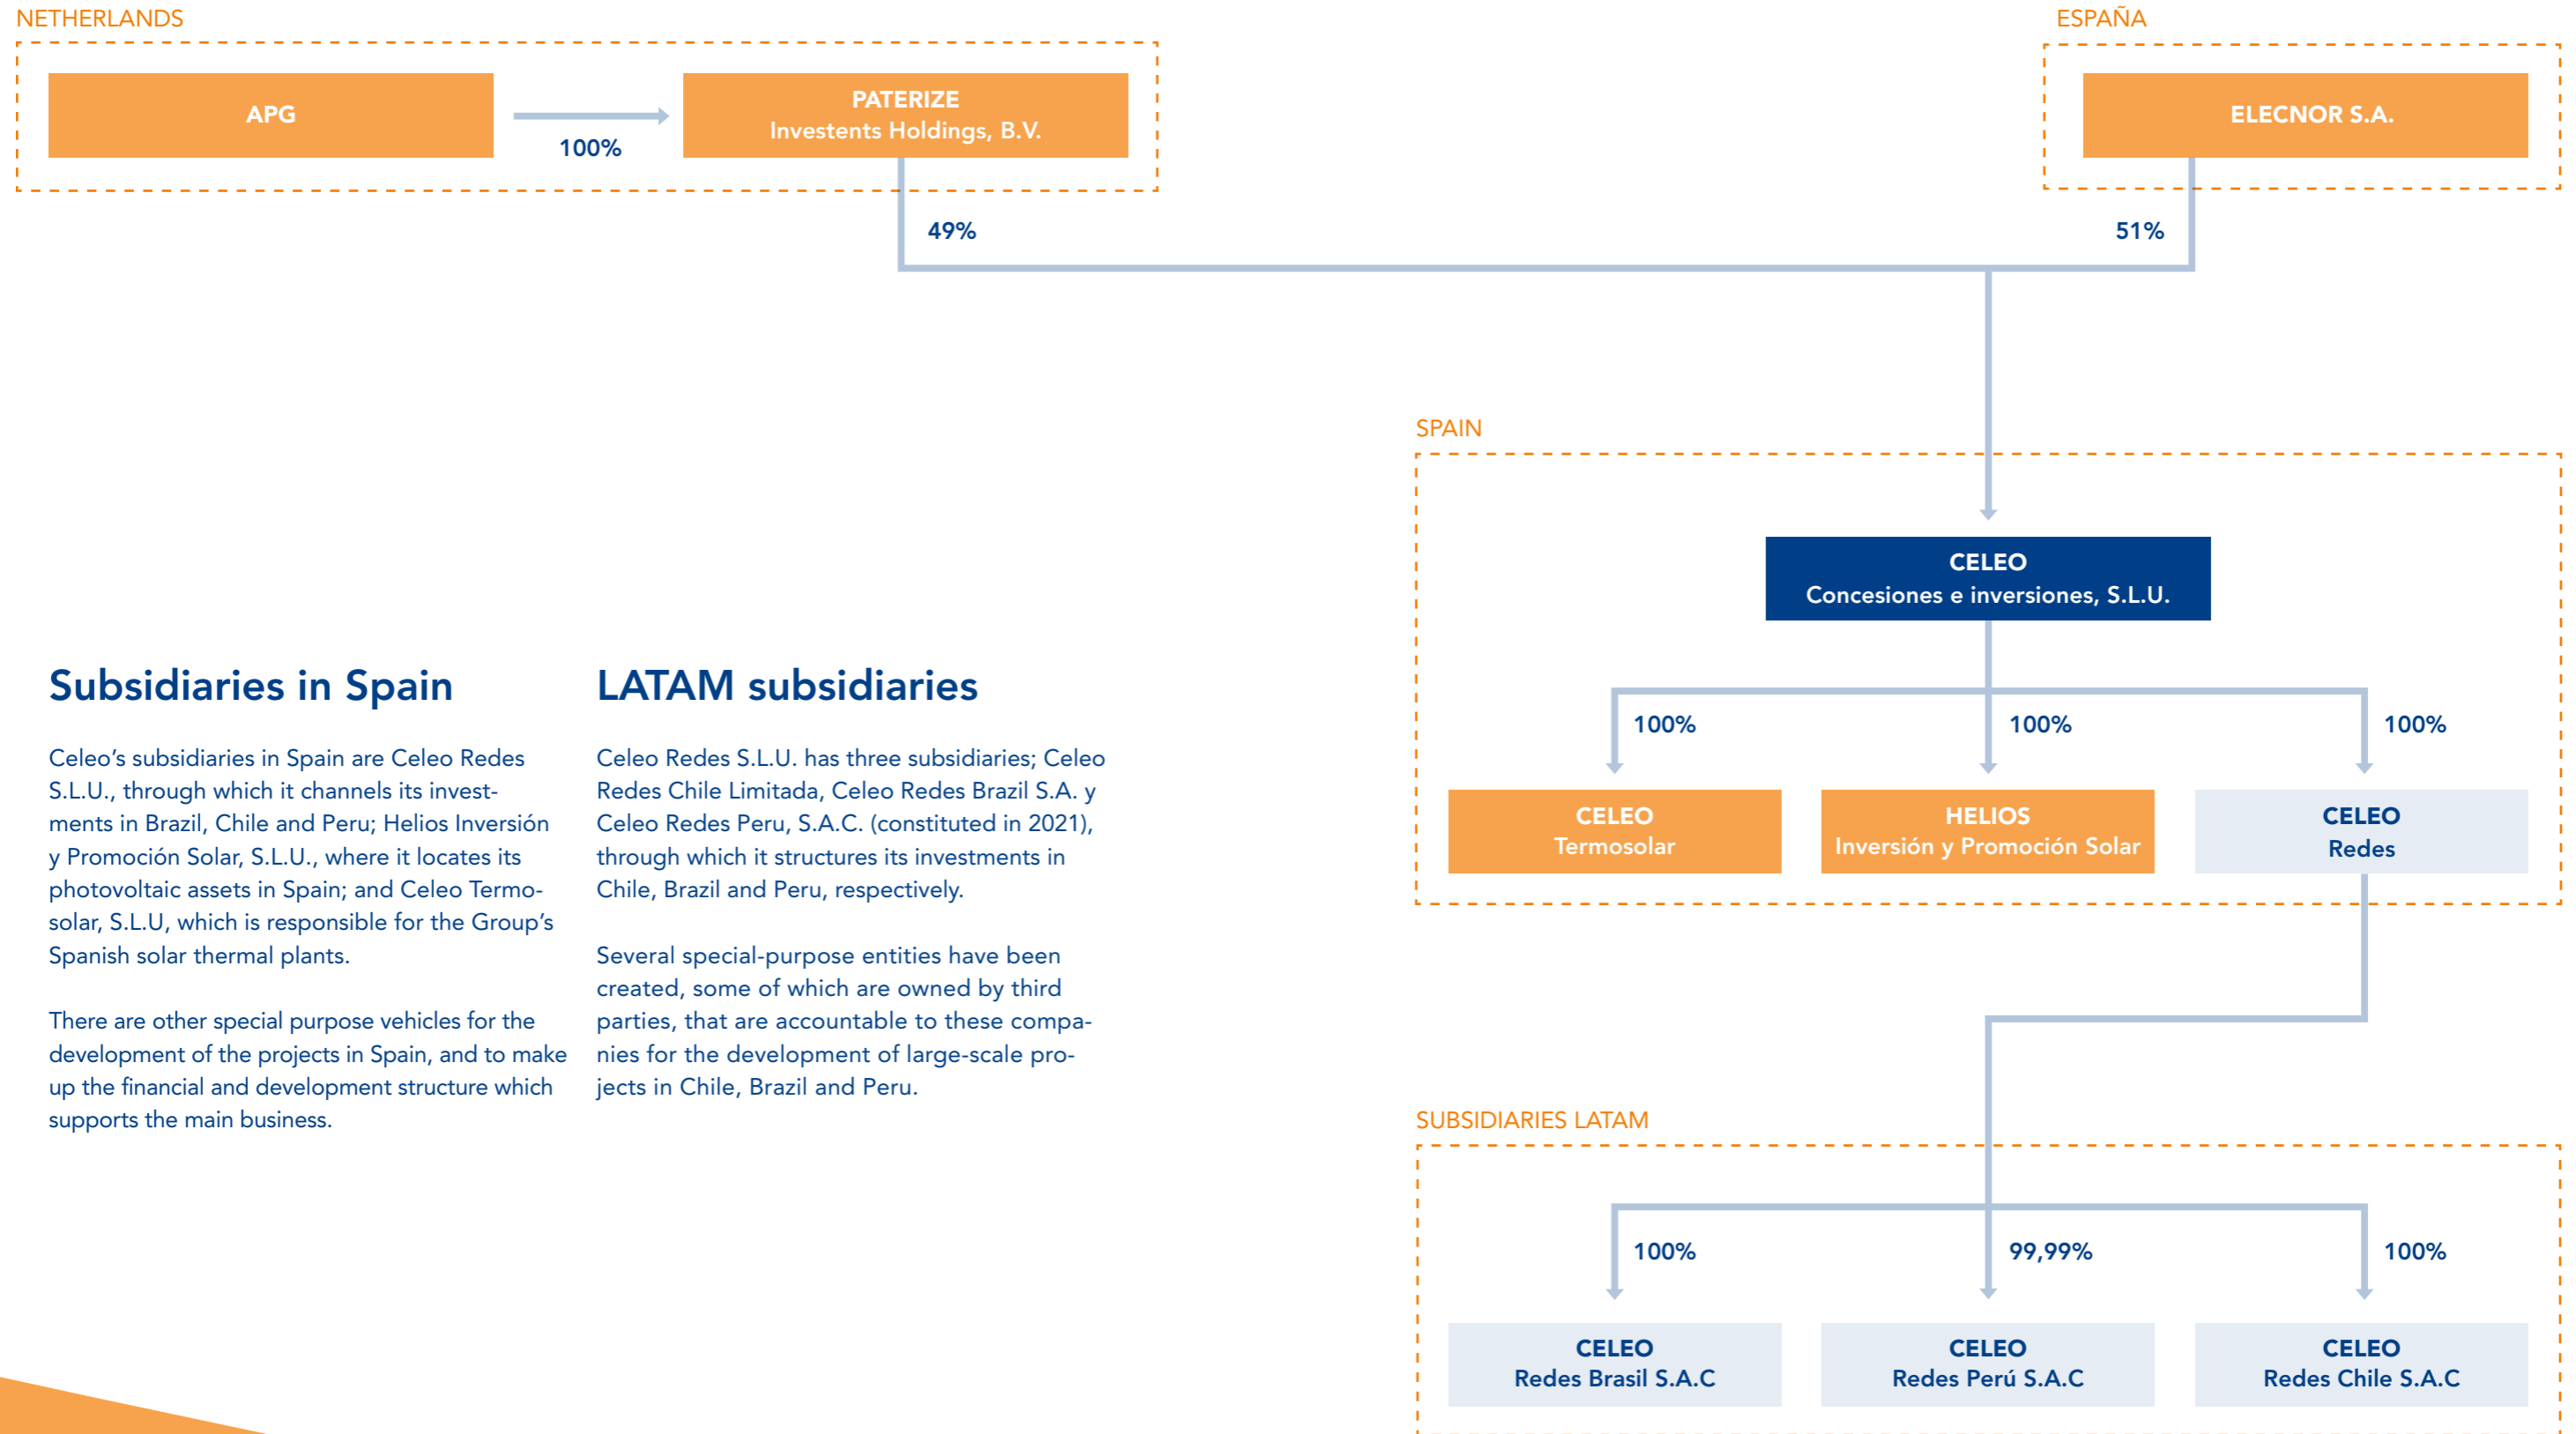 NETHERLANDS
ESPAÑA
APG
100%
PATERIZE
Investents Holdings, B.V.
ELECNOR S.A.
49%
51%
SPAIN
CELEO
Concesiones e inversiones, S.L.U.
100%
100%
100%
CELEO
Termosolar
HELIOS
Inversión y Promoción Solar
CELEO
Redes
Subsidiaries in Spain
Celeo's subsidiaries in Spain are Celeo Redes
S.L.U., through which it channels its invest-
ments in Brazil, Chile and Peru; Helios Inversión
y Promoción Solar, S.L.U., where it locates its
photovoltaic assets in Spain; and Celeo Termo-
solar, S.L.U, which is responsible for the Group's
Spanish solar thermal plants.
There are other special purpose vehicles for the
development of the projects in Spain, and to make
up the financial and development structure which
supports the main business.
LATAM subsidiaries
Celeo Redes S.L.U. has three subsidiaries; Celeo
Redes Chile Limitada, Celeo Redes Brazil S.A. y
Celeo Redes Peru, S.A.C. (constituted in 2021),
through which it structures its investments in
Chile, Brazil and Peru, respectively.
Several special-purpose entities have been
created, some of which are owned by third
parties, that are accountable to these compa-
nies for the development of large-scale pro-
jects in Chile, Brazil and Peru.
SUBSIDIARIES LATAM
100%
99,99%
100%
CELEO
Redes Brasil S.A.C
CELEO
Redes Perú S.A.C
CELEO
Redes Chile S.A.C